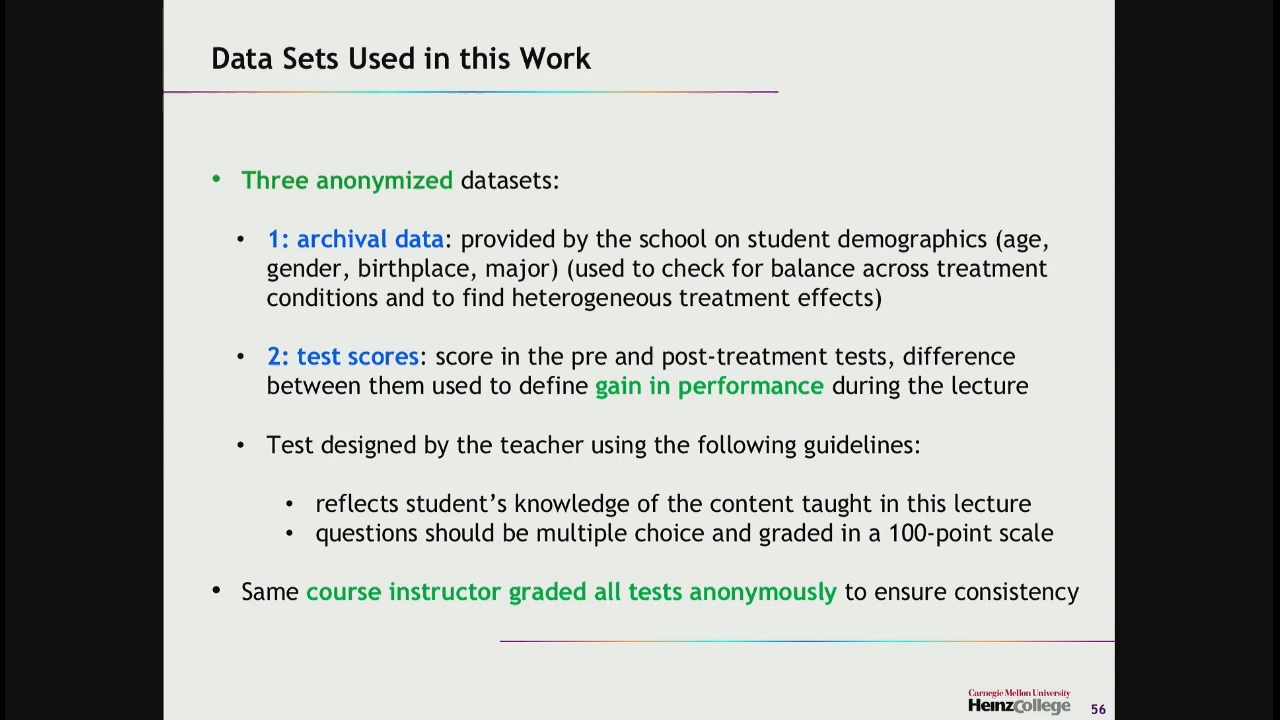 Data Sets Used in this Work
• Three anonymized datasets:
• 1: archival data: provided by the school on student demographics (age,
gender, birthplace, major) (used to check for balance across treatment
conditions and to find heterogeneous treatment effects)
• 2: test scores: score in the pre and post-treatment tests, difference
between them used to define gain in performance during the lecture
• Test designed by the teacher using the following guidelines:
• reflects student’s knowledge of the content taught in this lecture
• questions should be multiple choice and graded in a 100-point scale
• Same course instructor graded all tests anonymously to ensure consistency
Carnegie Mellon University
HeinzCollege
56